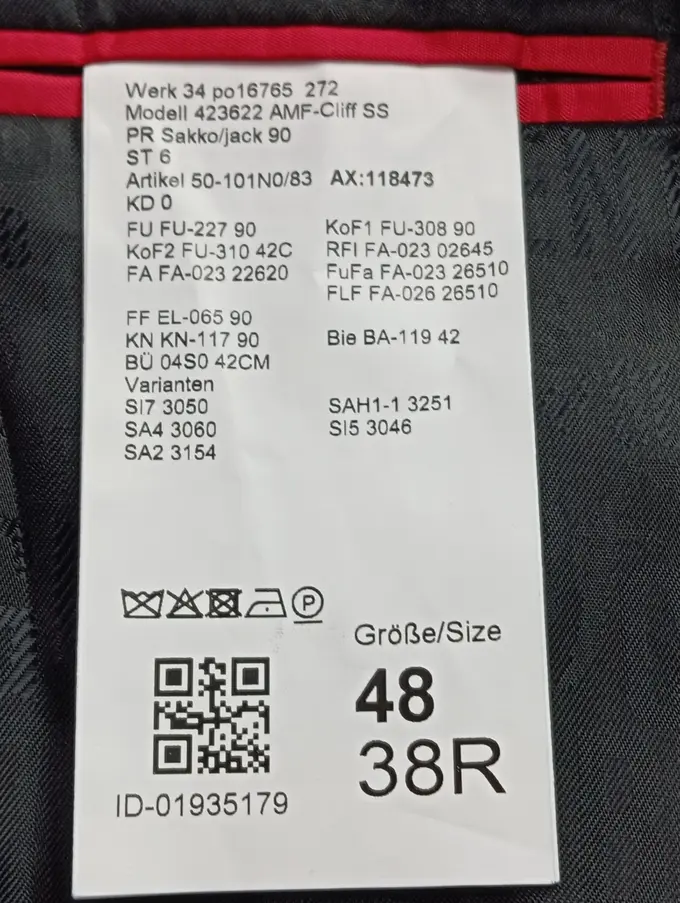 Werk 34 po16765 272
Modell 423622 AMF-Cliff SS
PR Sakko/jack 90
ST 6
Artikel 50-101N0/83 AX:118473
KD 0
FU FU-227 90 KoF1 FU-308 90
KoF2 FU-310 42C RFI FA-023 02645
FA FA-023 22620 FuFa FA-023 26510
FLF FA-026 26510
FF EL-065 90
KN KN-117 90 Bie BA-119 42
BÜ 04S0 42CM
Varianten
SI7 3050 SAH1-1 3251
SA4 3060 SI5 3046
SA2 3154
P
Größe/Size
48
38R
ID-01935179